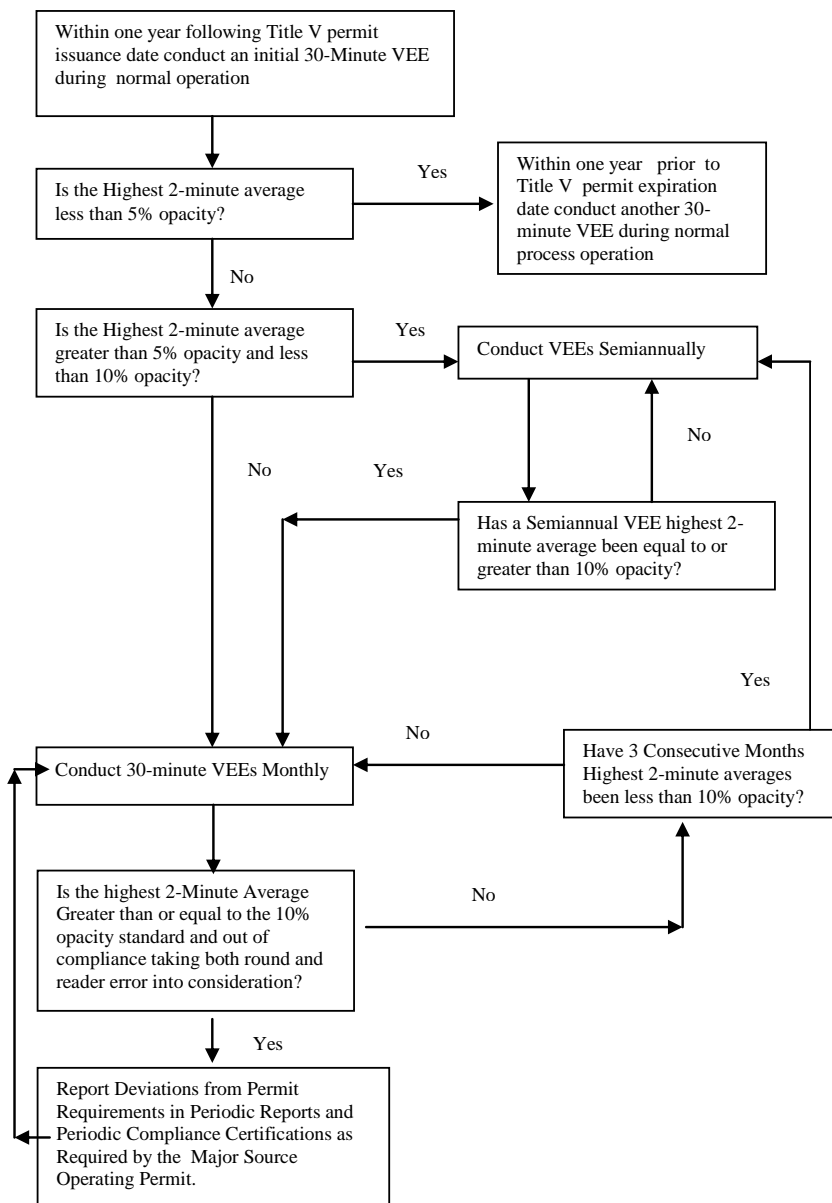 Within one year following Title V permit
issuance date conduct an initial 30-Minute VEE
during normal operation
Is the Highest 2-minute average
less than 5% opacity?
Yes
Within one year prior to
Title V permit expiration
date conduct another 30-
minute VEE during normal
process operation
No
Is the Highest 2-minute average
greater than 5% opacity and less
than 10% opacity?
Yes
Conduct VEEs Semiannually
No
No
Yes
Has a Semiannual VEE highest 2-
minute average been equal to or
greater than 10% opacity?
Yes
No
Conduct 30-minute VEEs Monthly
Have 3 Consecutive Months
Highest 2-minute averages
been less than 10% opacity?
Is the highest 2-Minute Average
Greater than or equal to the 10%
opacity standard and out of
compliance taking both round and
reader error into consideration?
No
Yes
Report Deviations from Permit
Requirements in Periodic Reports and
Periodic Compliance Certifications as
Required by the Major Source
Operating Permit.